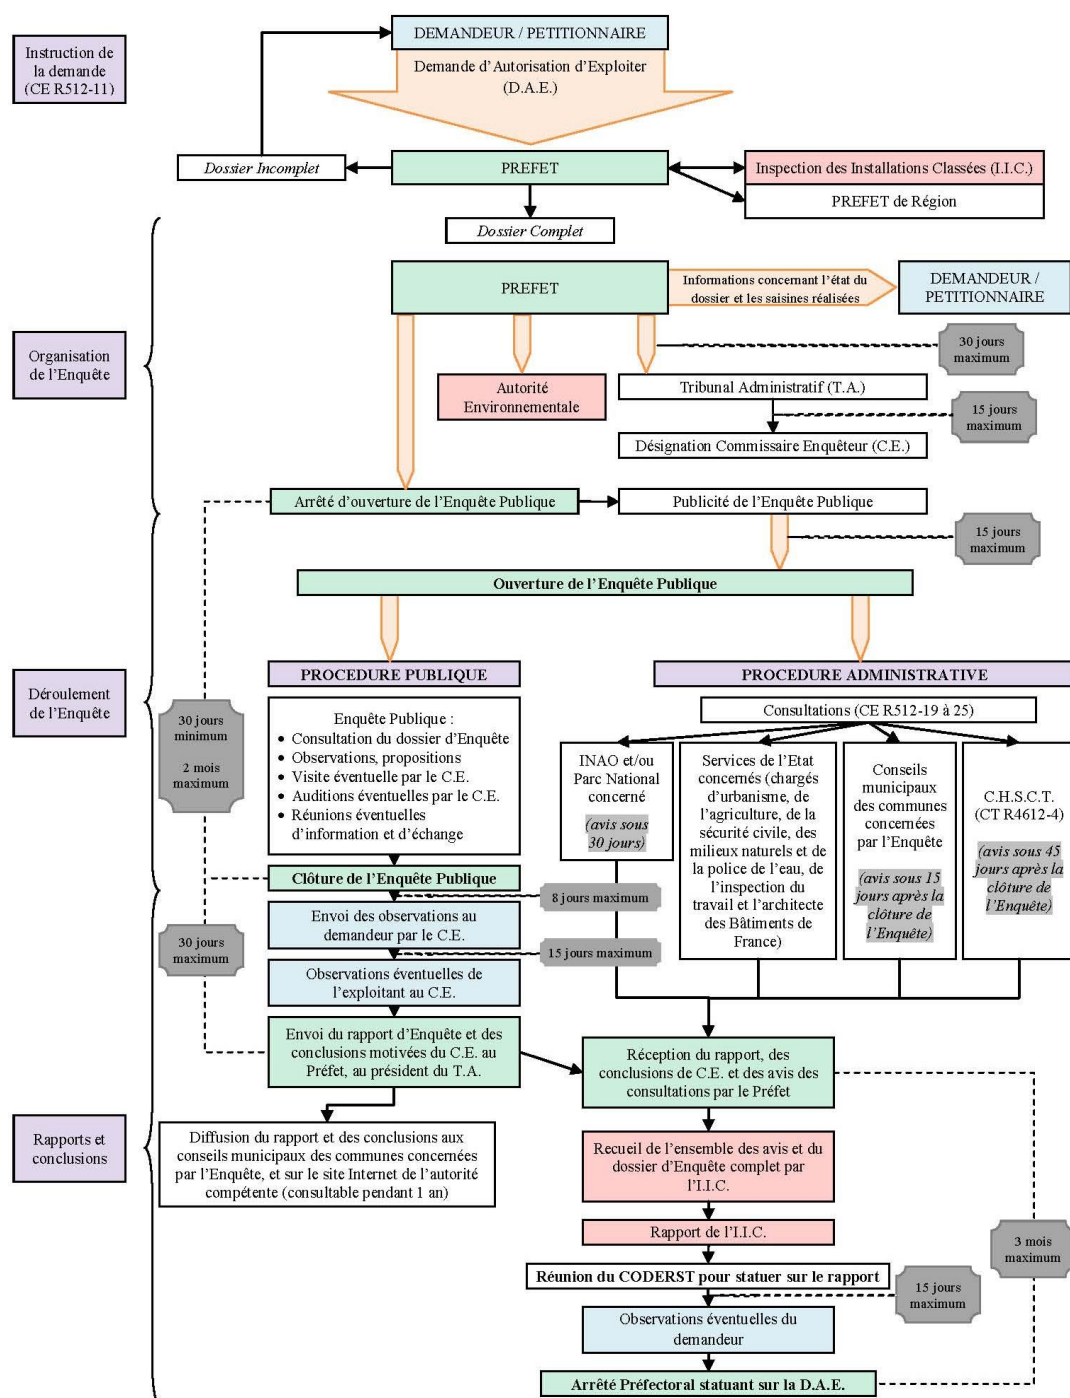 Instruction de
la demande
(CE R512-11)
DEMANDEUR / PETITIONNAIRE
Demande d’Autorisation d’Exploiter
(D.A.E.)
Dossier Incomplet
PREFET
Inspection des Installations Classées (I.I.C.)
PREFET de Région
Dossier Complet
PREFET
Informations concernant l’état du
dossier et les saisines réalisées
DEMANDEUR /
PETITIONNAIRE
Organisation
de l’Enquête
30 jours
maximum
Autorité
Environnementale
Tribunal Administratif (T.A.)
15 jours
maximum
Désignation Commissaire Enquêteur (C.E.)
Arrêté d’ouverture de l’Enquête Publique
Publicité de l’Enquête Publique
15 jours
maximum
Ouverture de l’Enquête Publique
Déroulement
de l’Enquête
30 jours
minimum
2 mois
maximum
PROCEDURE PUBLIQUE
Enquête Publique :
• Consultation du dossier d’Enquête
• Observations, propositions
• Visite éventuelle par le C.E.
• Auditions éventuelles par le C.E.
• Réunions éventuelles
d’information et d’échange
PROCEDURE ADMINISTRATIVE
Consultations (CE R512-19 à 25)
INAO et/ou
Parc National
concerné
(avis sous
30 jours)
Services de l’Etat
concernés (chargés
d’urbanisme, de
l’agriculture, de la
sécurité civile, des
milieux naturels et de
la police de l’eau, de
l’inspection du
travail et l’architecte
des Bâtiments de
France)
Conseils
municipaux
des communes
concernées
par l’Enquête
(avis sous 15
jours après la
clôture de
l’Enquête)
C.H.S.C.T.
(CT R4612-4)
(avis sous 45
jours après la
clôture de
l’Enquête)
Clôture de l’Enquête Publique
8 jours maximum
Envoi des observations au
demandeur par le C.E.
15 jours maximum
30 jours
maximum
Observations éventuelles de
l’exploitant au C.E.
Envoi du rapport d’Enquête et des
conclusions motivées du C.E. au
Préfet, au président du T.A.
Réception du rapport, des
conclusions de C.E. et des avis des
consultations par le Préfet
Rapports et
conclusions
Diffusion du rapport et des conclusions aux
conseils municipaux des communes concernées
par l’Enquête, et sur le site Internet de l’autorité
compétente (consultable pendant 1 an)
Recueil de l’ensemble des avis et du
dossier d’Enquête complet par
l’I.I.C.
Rapport de l’I.I.C.
3 mois
maximum
Réunion du CODERST pour statuer sur le rapport
15 jours
maximum
Observations éventuelles du
demandeur
Arrêté Préfectoral statuant sur la D.A.E.